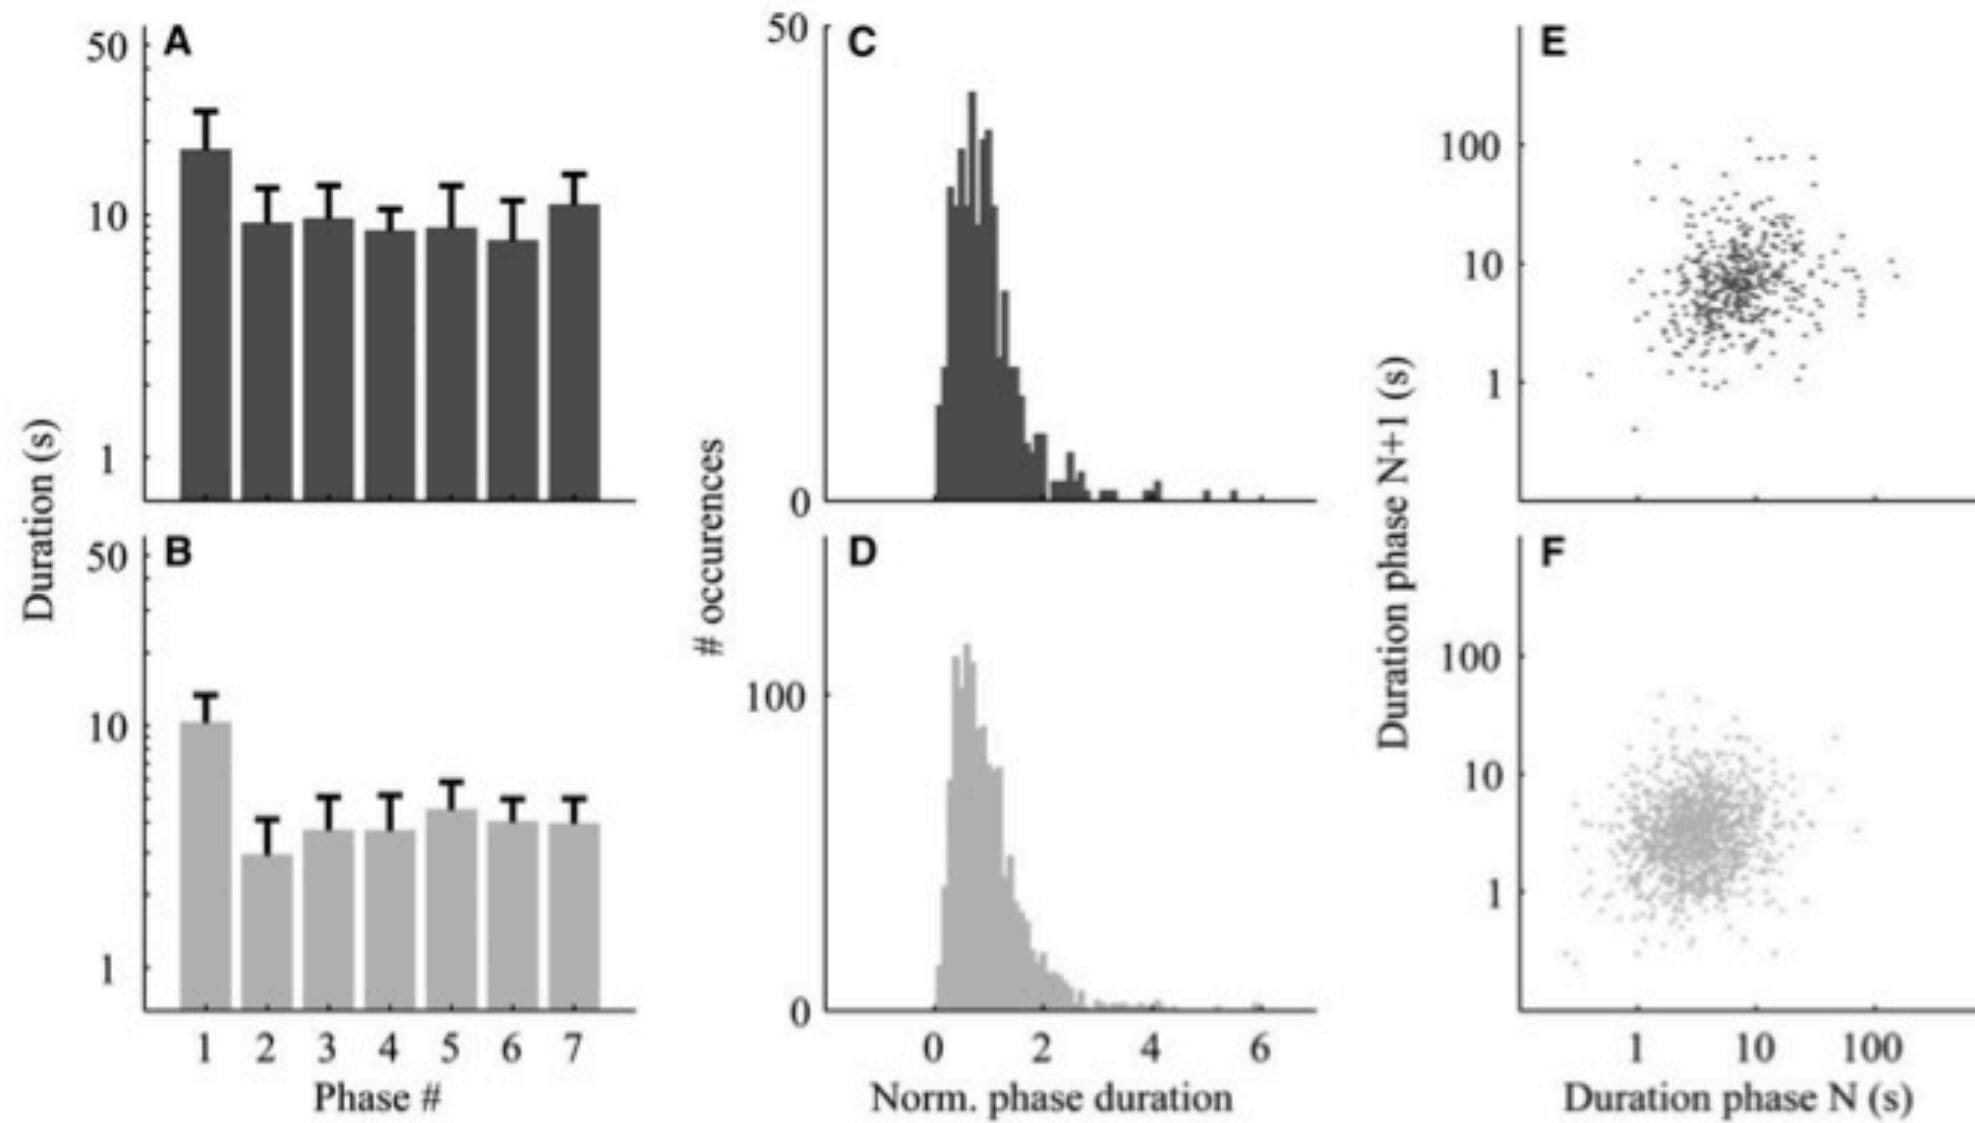 A
50
10
1
Duration (s)
B
50
10
1
1 2 3 4 5 6 7
Phase #
C
50
0
# occurences
D
100
0
0 2 4 6
Norm. phase duration
E
100
10
1
Duration phase N+1 (s)
F
100
10
1
1 10 100
Duration phase N (s)